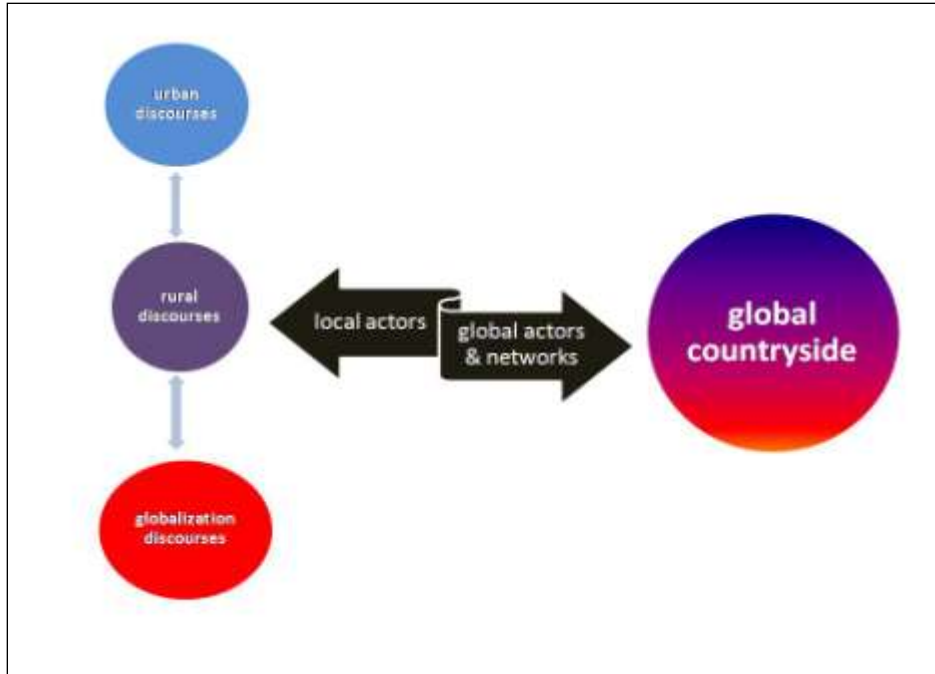 urban
discourses
rural
discourses
local actors
global actors
& networks
global
countryside
globalization
discourses